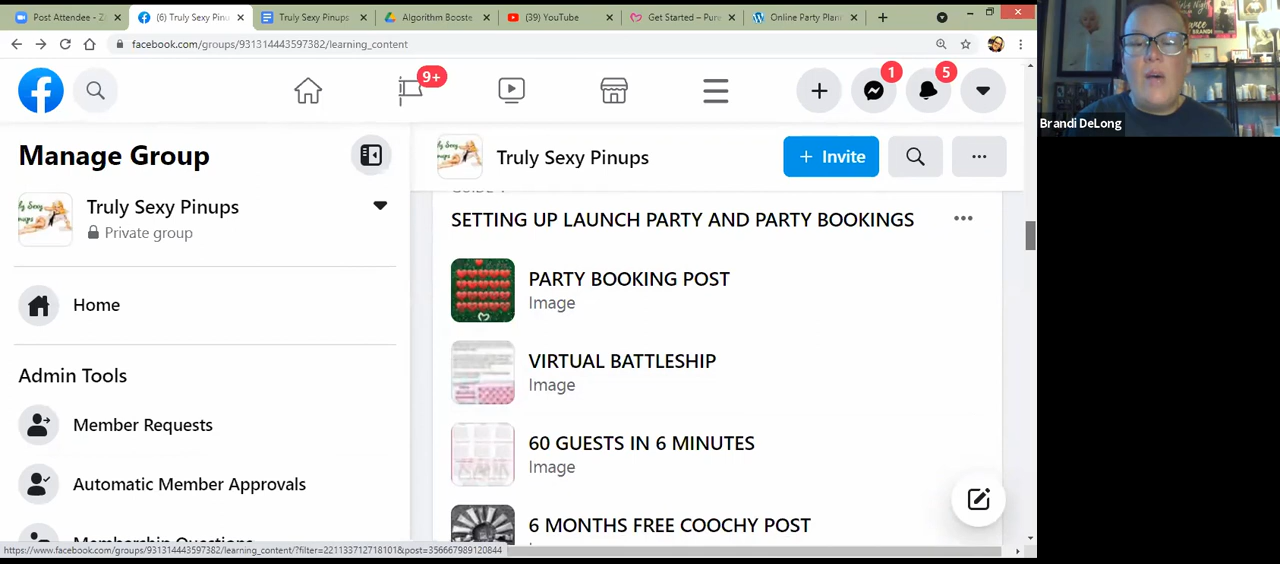 Post Attendee - Z
(6) Truly Sexy Pinu
Truly Sexy Pinups
Algorithm Booste
(39) YouTube
Get Started – Pure
Online Party Plan
facebook.com/groups/931314443597382/learning_content
9+
1
5
Brandi DeLong
Manage Group
Truly Sexy Pinups
Private group
Home
Admin Tools
Member Requests
Automatic Member Approvals
Membership Questions
Truly Sexy Pinups
+ Invite
SETTING UP LAUNCH PARTY AND PARTY BOOKINGS
PARTY BOOKING POST
Image
VIRTUAL BATTLESHIP
Image
60 GUESTS IN 6 MINUTES
Image
6 MONTHS FREE COOCHY POST
https://www.facebook.com/groups/931314443597382/learning_content/?filter=221133712718101&post=356667989120844